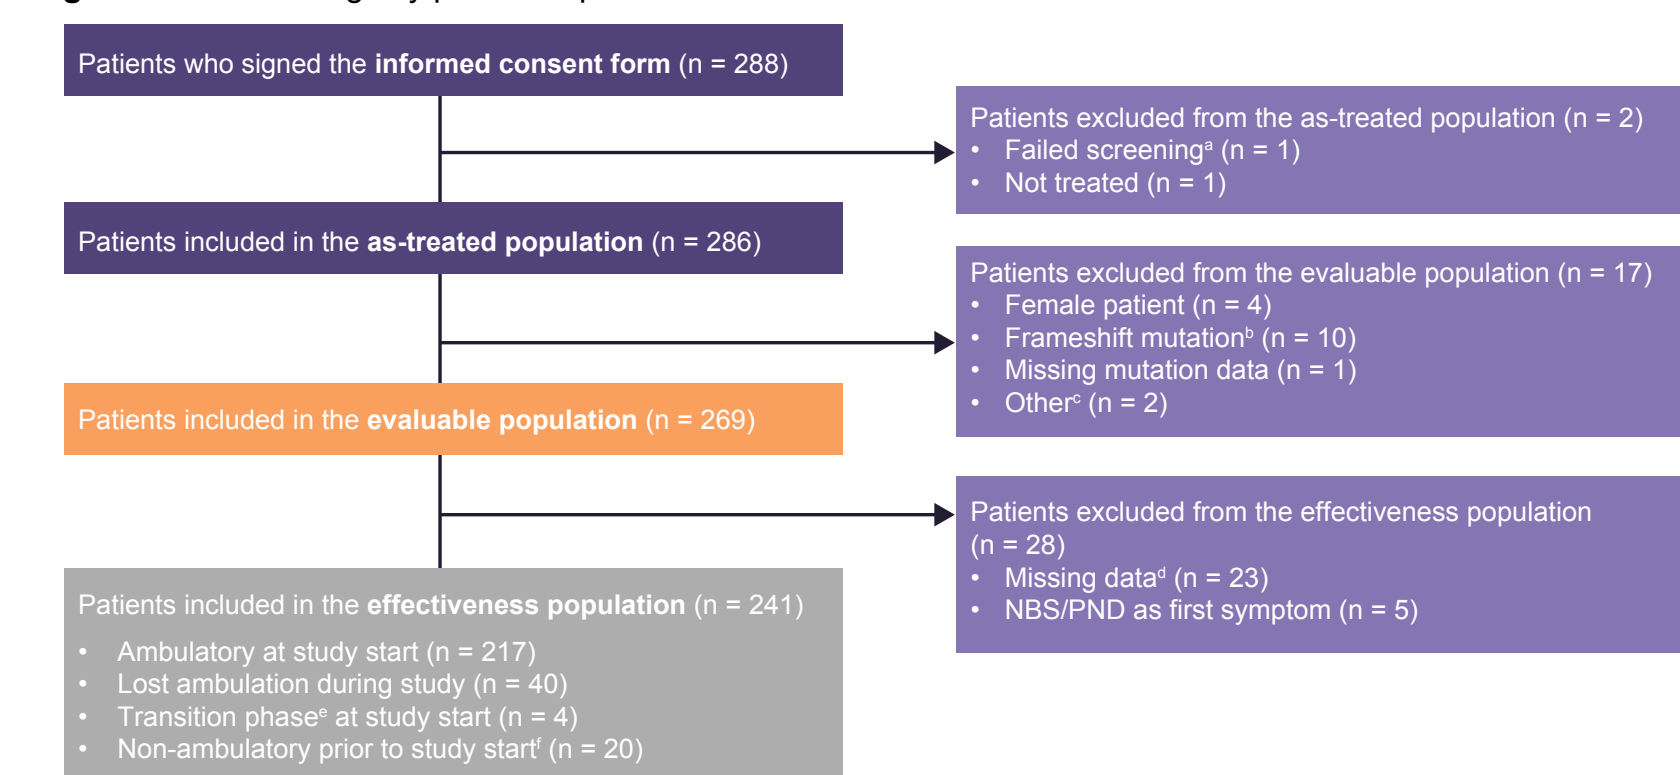 Patients who signed the informed consent form (n = 288)
Patients excluded from the as-treated population (n = 2)
• Failed screeningᵃ (n = 1)
• Not treated (n = 1)
Patients included in the as-treated population (n = 286)
Patients excluded from the evaluable population (n = 17)
• Female patient (n = 4)
• Frameshift mutationᵇ (n = 10)
• Missing mutation data (n = 1)
• Otherᶜ (n = 2)
Patients included in the evaluable population (n = 269)
Patients excluded from the effectiveness population
(n = 28)
• Missing dataᵈ (n = 23)
• NBS/PND as first symptom (n = 5)
Patients included in the effectiveness population (n = 241)
• Ambulatory at study start (n = 217)
• Lost ambulation during study (n = 40)
• Transition phaseᵉ at study start (n = 4)
• Non-ambulatory prior to study startᶠ (n = 20)